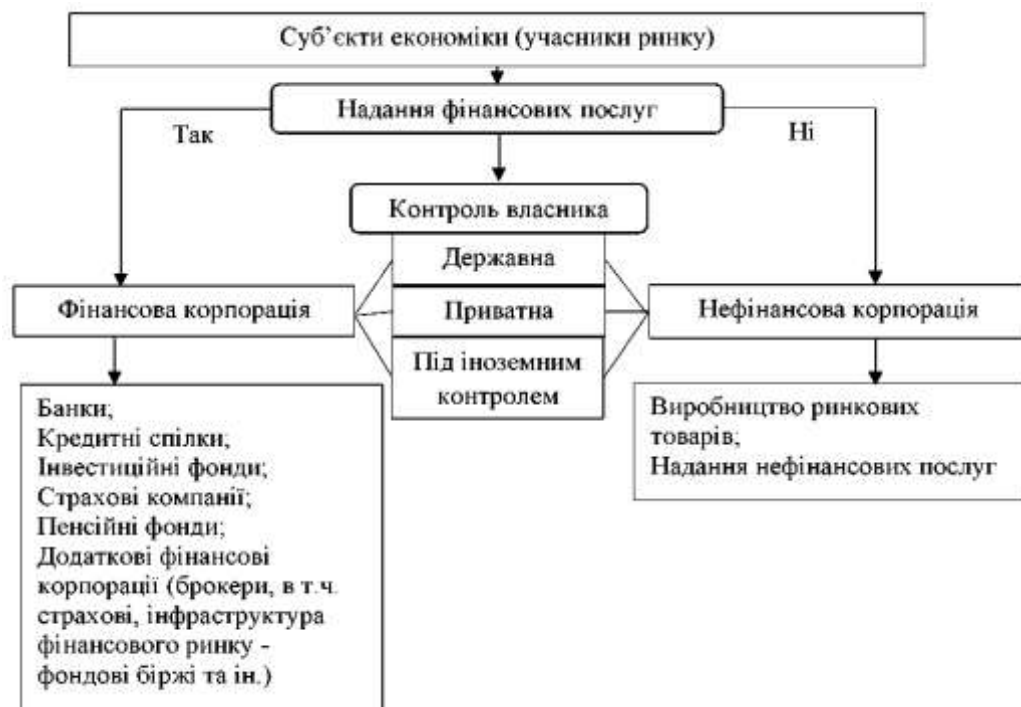 Суб’єкти економіки (учасники ринку)
Надання фінансових послуг
Так
Ні
Контроль власника
Державна
Фінансова корпорація
Приватна
Нефінансова корпорація
Під іноземним
контролем
Банки;
Кредитні спілки;
Інвестиційні фонди;
Страхові компанії;
Пенсійні фонди;
Додаткові фінансові
корпорації (брокери, в т.ч.
страхові, інфраструктура
фінансового ринку -
фондові біржі та ін.)
Виробництво ринкових
товарів;
Надання нефінансових послуг